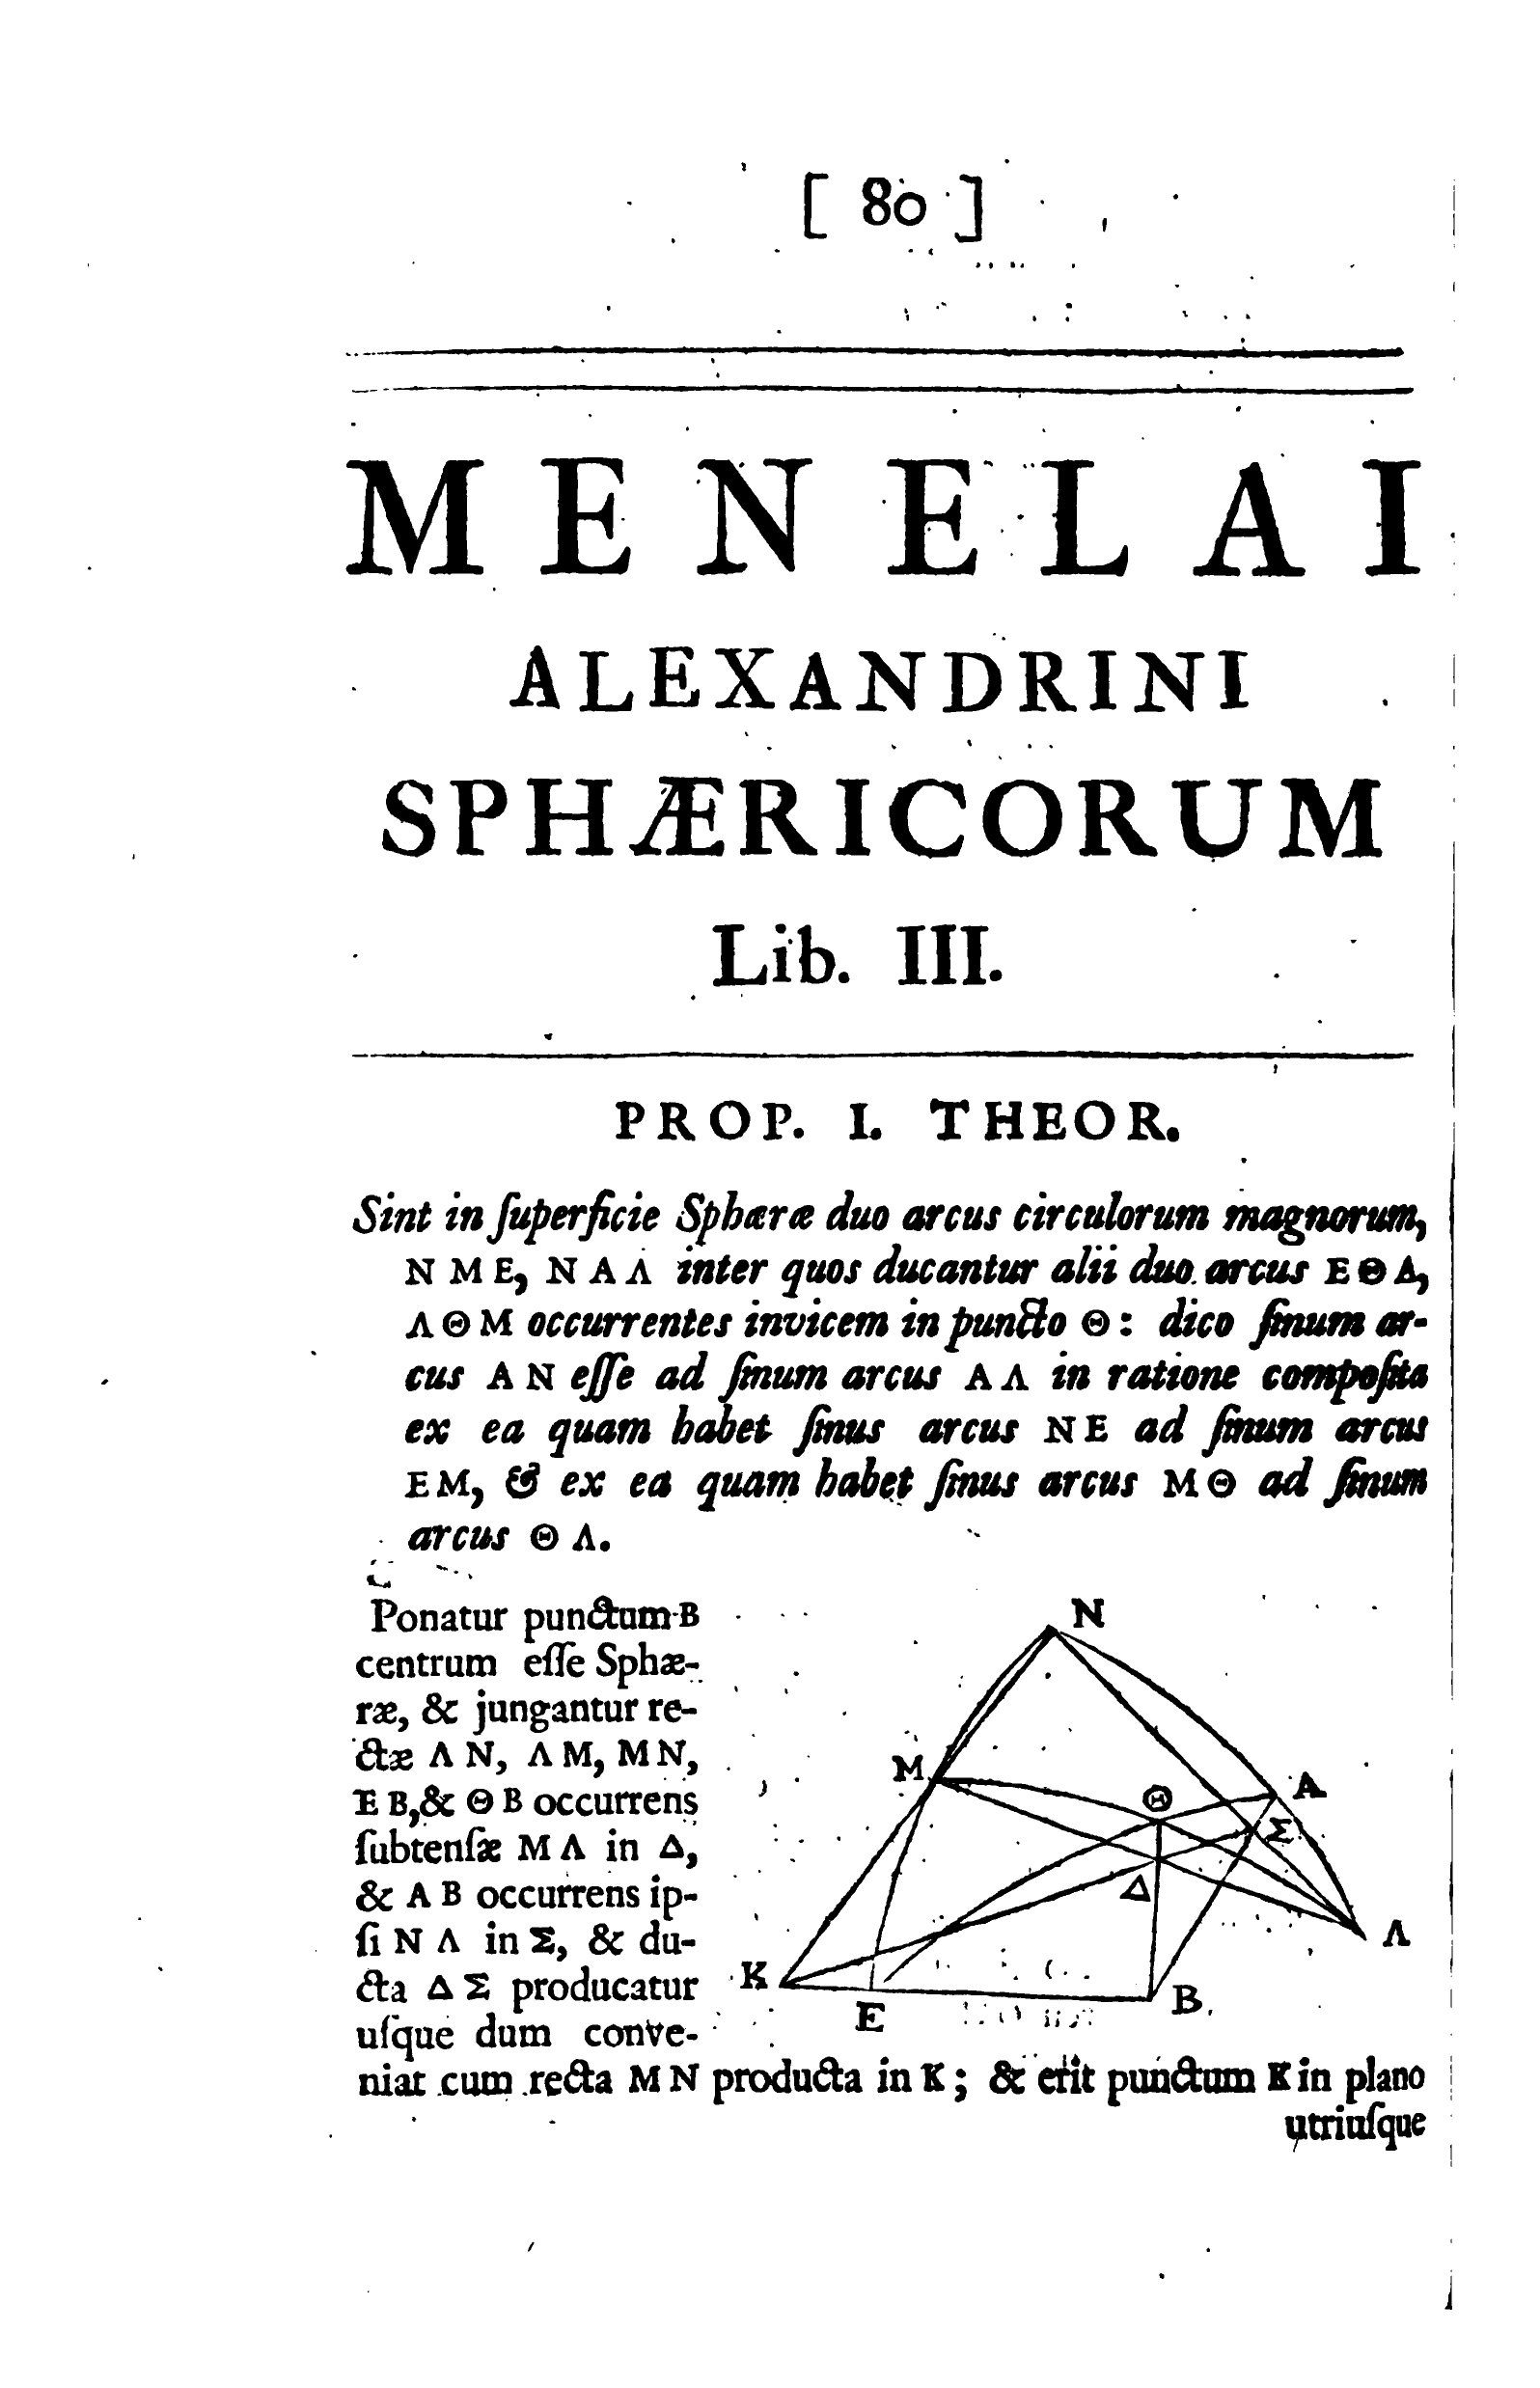 [ 80 ]
MENELAI
ALEXANDRINI
SPHÆRICORUM
Lib. III.
PROP. I. THEOR.
Sint in ſuperficie Sphæræ duo arcus circulorum magnorum,
N M E, N A Λ inter quos ducantur alii duo arcus E Θ Δ,
Λ Θ M occurrentes invicem in puncto Θ: dico ſinum ar-
cus A N eſſe ad ſinum arcus A Λ in ratione compoſita
ex ea quam habet ſinus arcus N E ad ſinum arcus
E M, & ex ea quam habet ſinus arcus M Θ ad ſinum
arcus Θ Λ.
Ponatur punctum B
centrum eſſe Sphæ-
ræ, & jungantur re-
ctæ Λ N, Λ M, M N,
E B, & Θ B occurrens
ſubtenſæ M Λ in Δ,
& A B occurrens ip-
ſi N Λ in Σ, & du-
cta Δ Σ producatur
uſque dum conve-
niat cum recta M N producta in K; & erit punctum K in plano
utriuſque
N
M
Θ
A
Σ
Δ
Λ
K
E
B